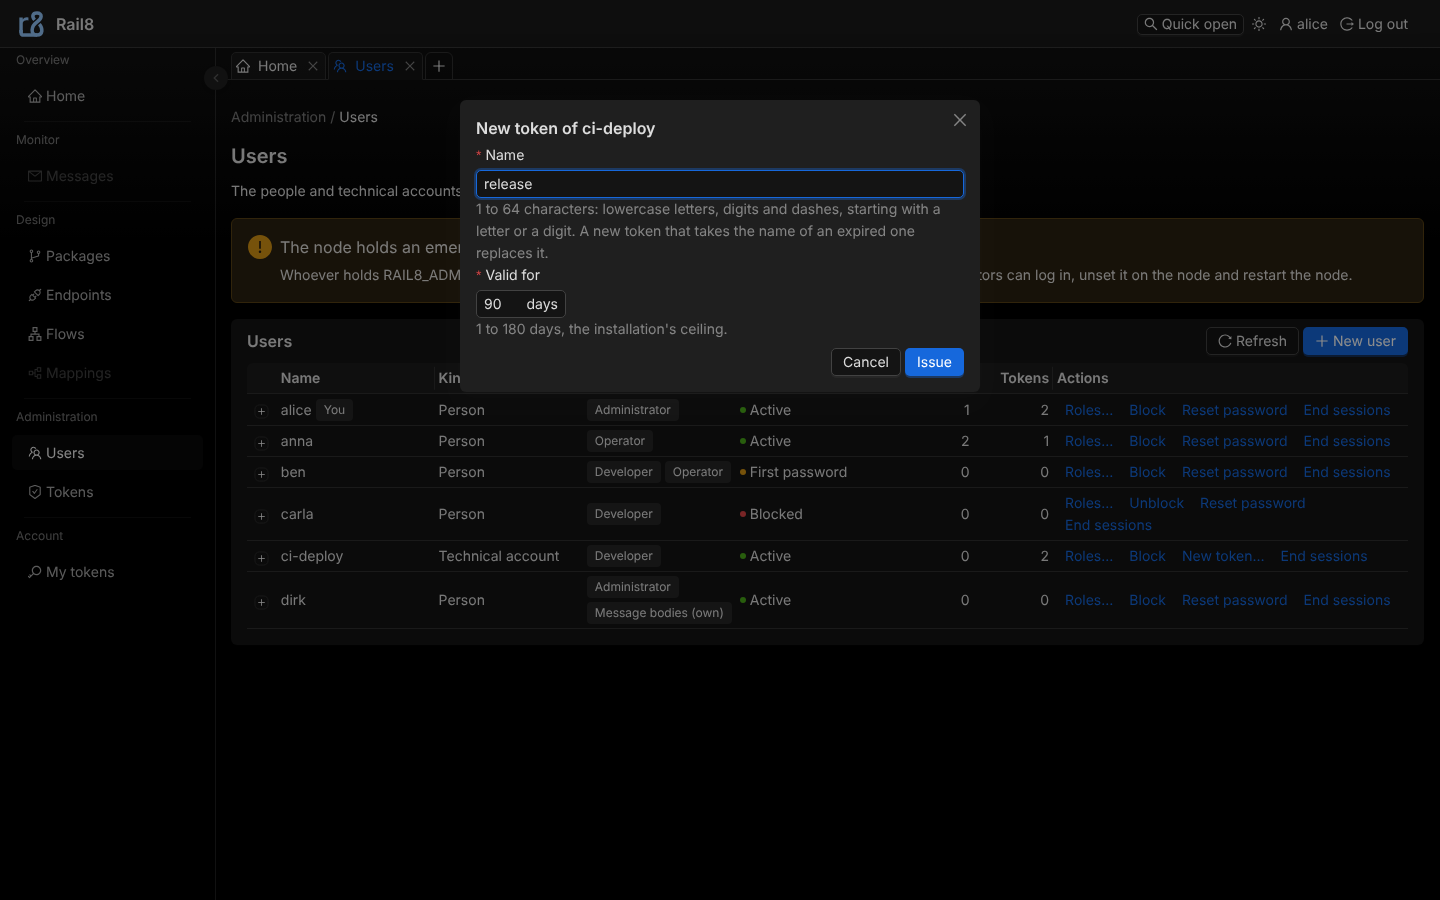 Rail8
Quick open
alice
Log out
Overview
Home
Monitor
Messages
Design
Packages
Endpoints
Flows
Mappings
Administration
Users
Tokens
Account
My tokens
Home
Users
Administration / Users
Users
The people and technical accounts
The node holds an emer
Whoever holds RAIL8_ADM
tors can log in, unset it on the node and restart the node.
New token of ci-deploy
* Name
release
1 to 64 characters: lowercase letters, digits and dashes, starting with a
letter or a digit. A new token that takes the name of an expired one
replaces it.
* Valid for
90 days
1 to 180 days, the installation's ceiling.
Cancel
Issue
Users
Refresh
New user
Name Kin Tokens Actions
alice You Person Administrator Active 1 2 Roles... Block Reset password End sessions
anna Person Operator Active 2 1 Roles... Block Reset password End sessions
ben Person Developer Operator First password 0 0 Roles... Block Reset password End sessions
carla Person Developer Blocked 0 0 Roles... Unblock Reset password
End sessions
ci-deploy Technical account Developer Active 0 2 Roles... Block New token... End sessions
dirk Person Administrator Active 0 0 Roles... Block Reset password End sessions
Message bodies (own)